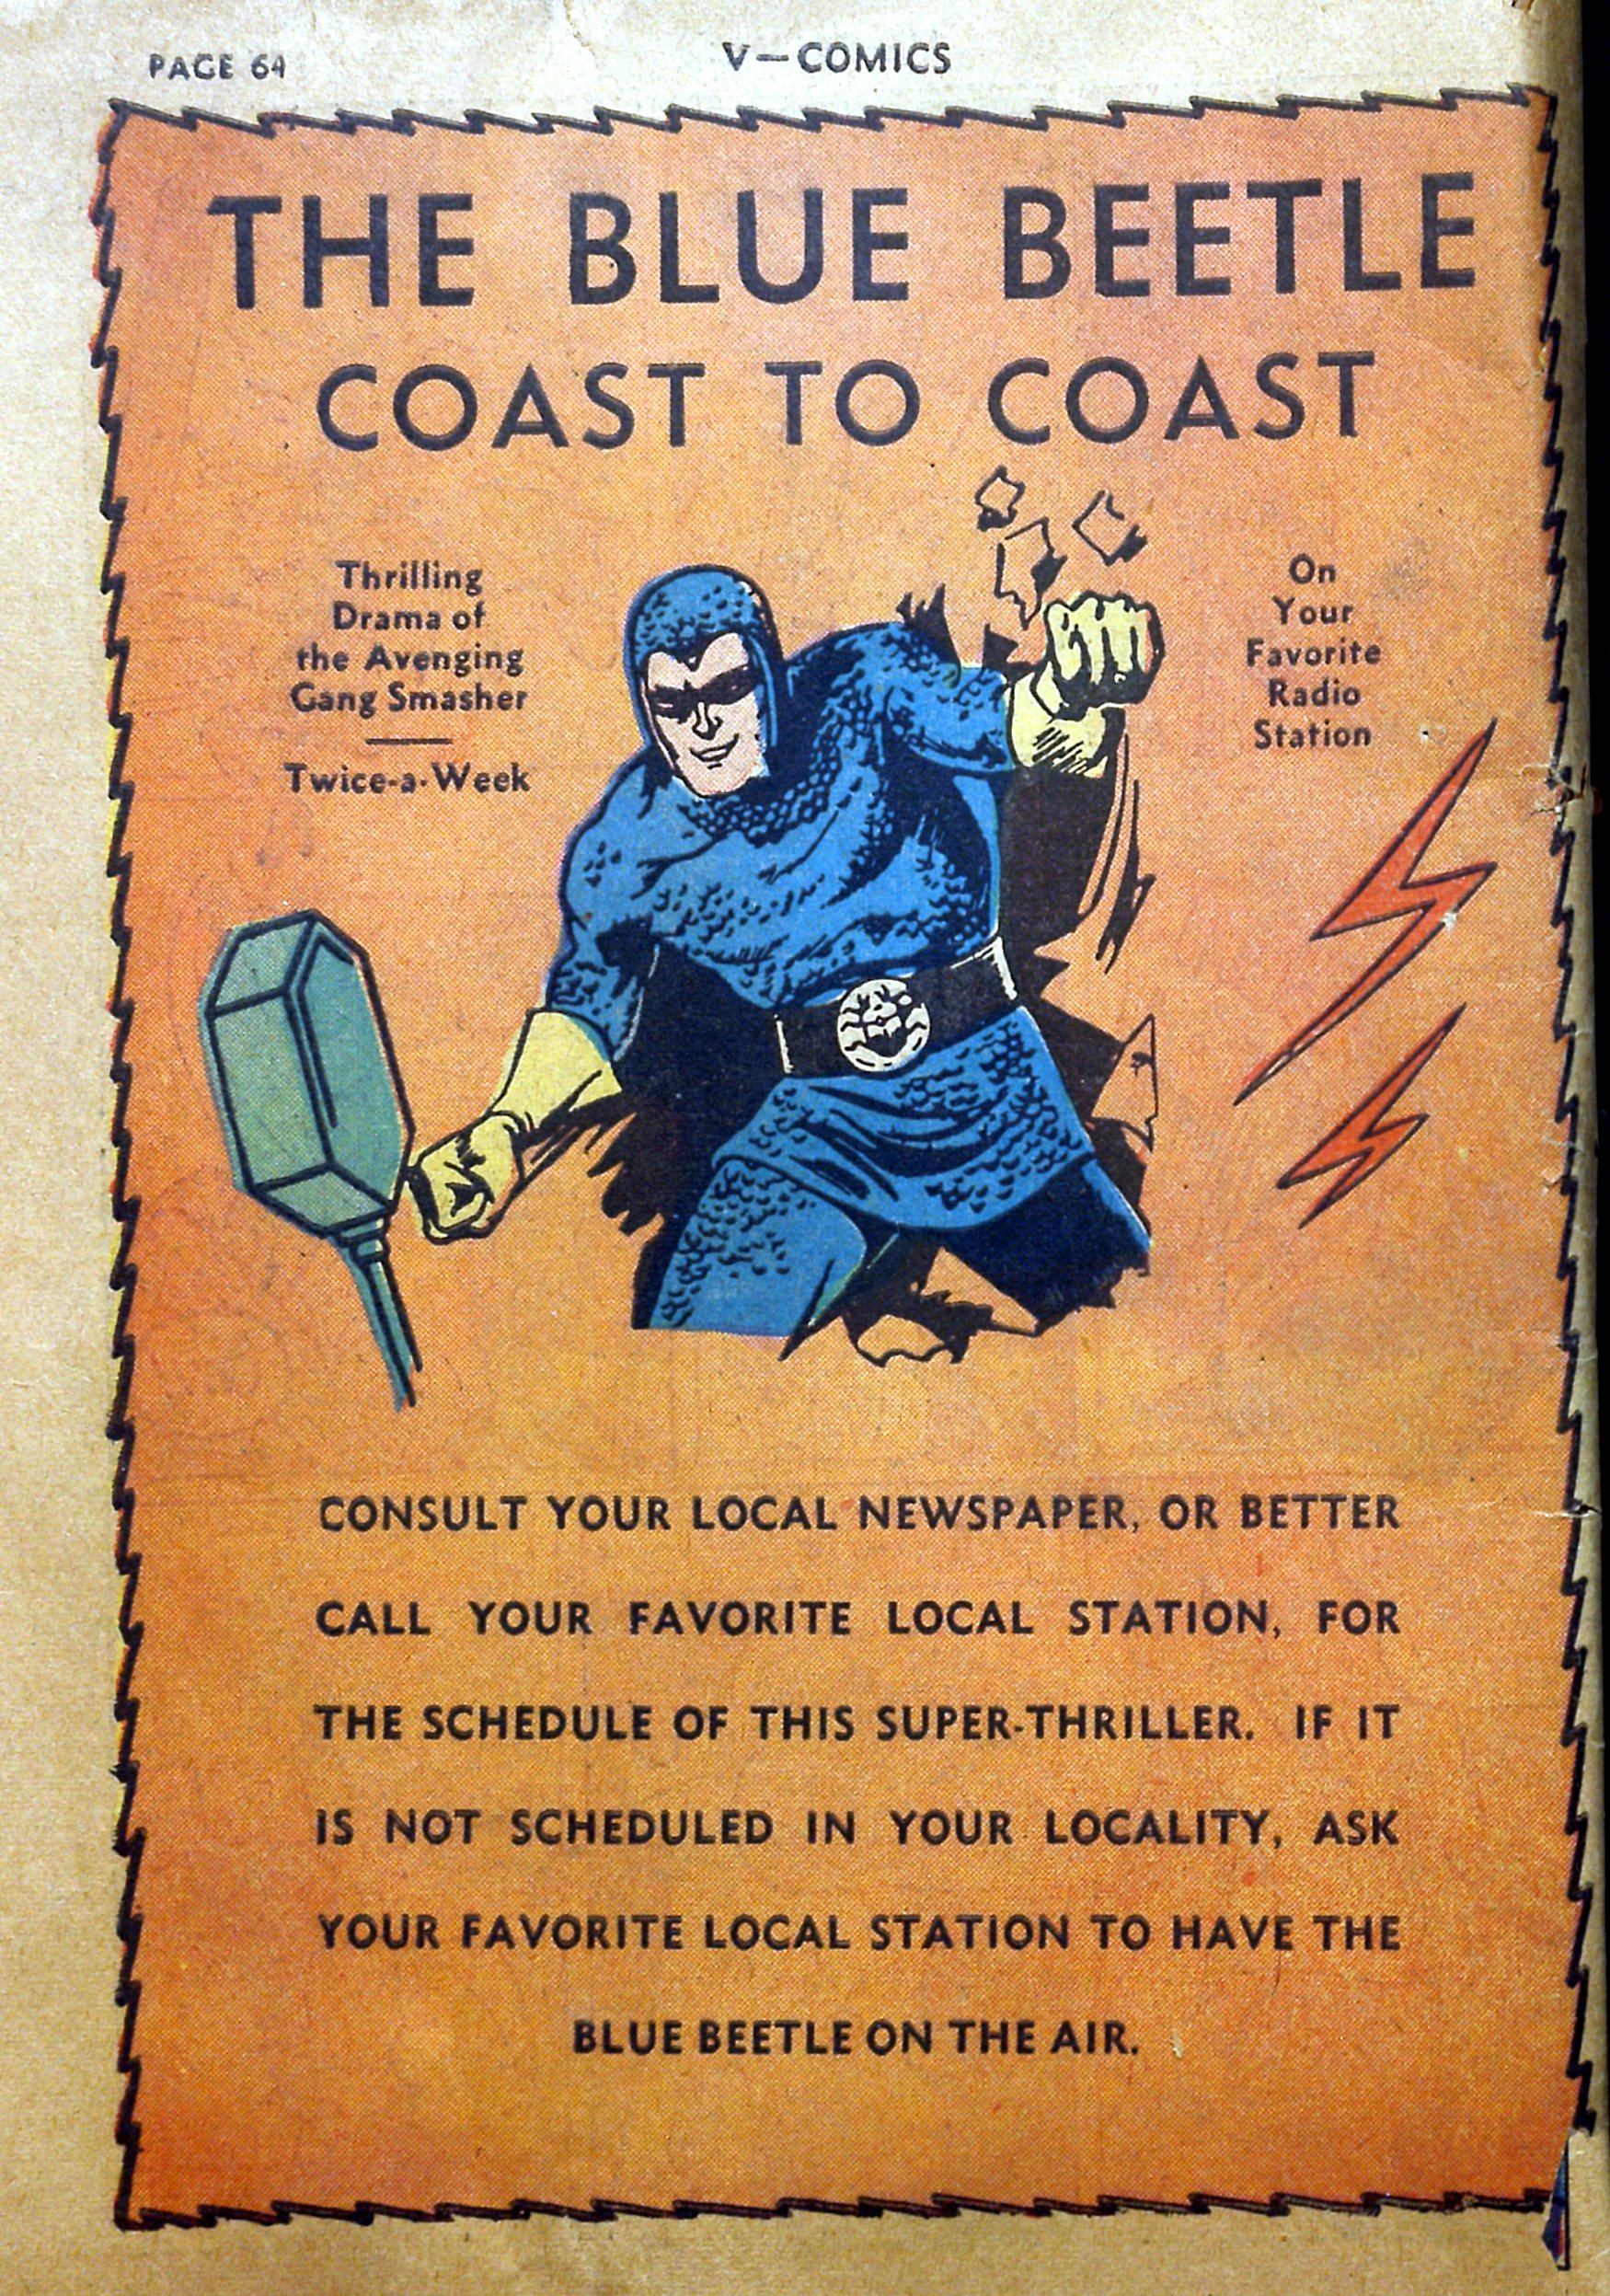 PAGE 64
V—COMICS
THE BLUE BEETLE
COAST TO COAST
Thrilling
Drama of
the Avenging
Gang Smasher
Twice-a-Week
On
Your
Favorite
Radio
Station
CONSULT YOUR LOCAL NEWSPAPER, OR BETTER
CALL YOUR FAVORITE LOCAL STATION, FOR
THE SCHEDULE OF THIS SUPER-THRILLER. IF IT
IS NOT SCHEDULED IN YOUR LOCALITY, ASK
YOUR FAVORITE LOCAL STATION TO HAVE THE
BLUE BEETLE ON THE AIR.